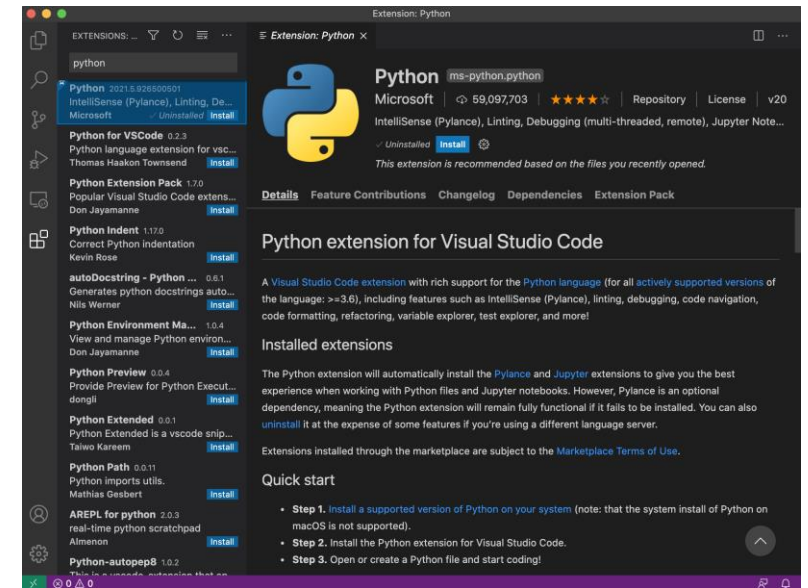 Extension: Python
EXTENSIONS: ...
python
Python 2021.5.926500501
IntelliSense (Pylance), Linting, De...
Microsoft ✓ Uninstalled Install
Python for VSCode 0.2.3
Python language extension for vsc...
Thomas Haakon Townsend Install
Python Extension Pack 1.7.0
Popular Visual Studio Code extens...
Don Jayamanne Install
Python Indent 1.17.0
Correct Python indentation
Kevin Rose Install
autoDocstring - Python ... 0.6.1
Generates python docstrings auto...
Nils Werner Install
Python Environment Ma... 1.0.4
View and manage Python environ...
Don Jayamanne Install
Python Preview 0.0.4
Provide Preview for Python Execut...
dongli Install
Python Extended 0.0.1
Python Extended is a vscode snip...
Taiwo Kareem Install
Python Path 0.0.11
Python imports utils.
Mathias Gesbert Install
AREPL for python 2.0.3
real-time python scratchpad
Almenon Install
Python-autopep8 1.0.2
0 0
Extension: Python ×
Python ms-python.python
Microsoft 59,097,703 ★★★★☆ Repository License v20
IntelliSense (Pylance), Linting, Debugging (multi-threaded, remote), Jupyter Note...
✓ Uninstalled Install
This extension is recommended based on the files you recently opened.
Details Feature Contributions Changelog Dependencies Extension Pack
Python extension for Visual Studio Code
A Visual Studio Code extension with rich support for the Python language (for all actively supported versions of
the language: >=3.6), including features such as IntelliSense (Pylance), linting, debugging, code navigation,
code formatting, refactoring, variable explorer, test explorer, and more!
Installed extensions
The Python extension will automatically install the Pylance and Jupyter extensions to give you the best
experience when working with Python files and Jupyter notebooks. However, Pylance is an optional
dependency, meaning the Python extension will remain fully functional if it fails to be installed. You can also
uninstall it at the expense of some features if you're using a different language server.
Extensions installed through the marketplace are subject to the Marketplace Terms of Use.
Quick start
• Step 1. Install a supported version of Python on your system (note: that the system install of Python on
macOS is not supported).
• Step 2. Install the Python extension for Visual Studio Code.
• Step 3. Open or create a Python file and start coding!